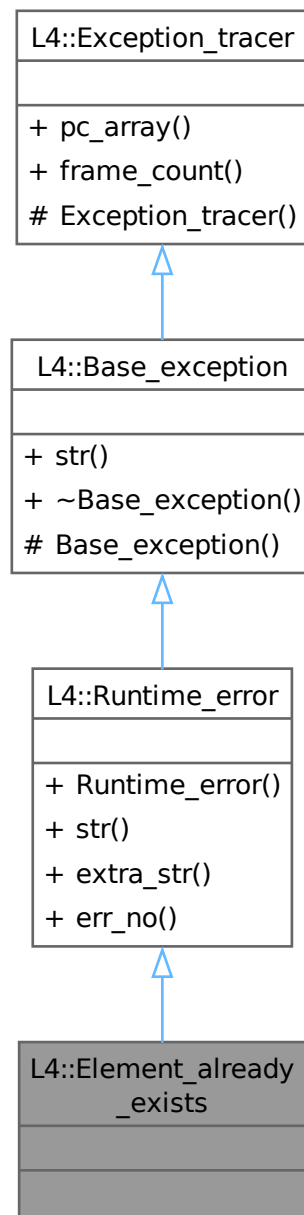 L4::Exception_tracer
+ pc_array()
+ frame_count()
# Exception_tracer()
L4::Base_exception
+ str()
+ ~Base_exception()
# Base_exception()
L4::Runtime_error
+ Runtime_error()
+ str()
+ extra_str()
+ err_no()
L4::Element_already
_exists